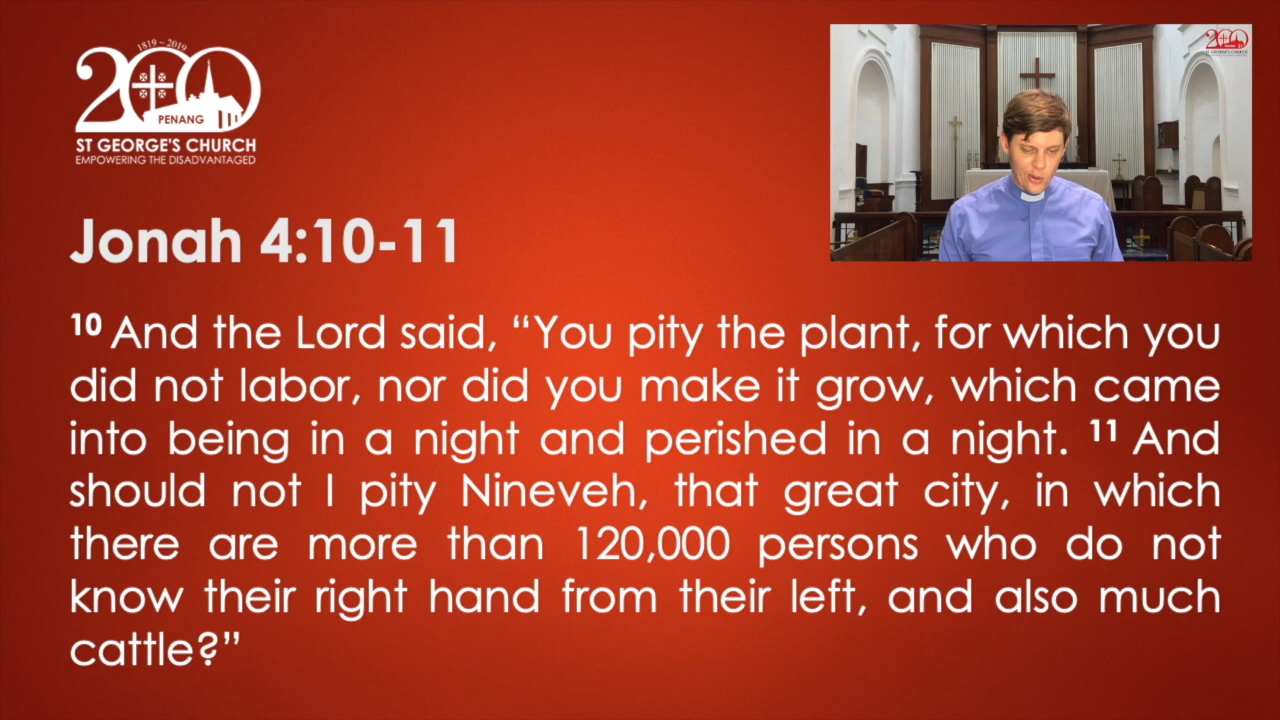 1819 ~ 2019
200
PENANG
ST GEORGE'S CHURCH
EMPOWERING THE DISADVANTAGED
200
ST GEORGE'S CHURCH
Jonah 4:10-11
10 And the Lord said, “You pity the plant, for which you
did not labor, nor did you make it grow, which came
into being in a night and perished in a night. 11 And
should not I pity Nineveh, that great city, in which
there are more than 120,000 persons who do not
know their right hand from their left, and also much
cattle?”